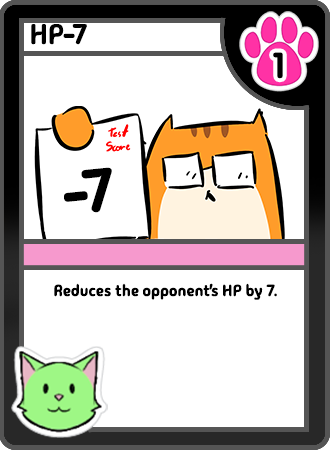 HP-7
1
Test
Score
-7
Reduces the opponent's HP by 7.